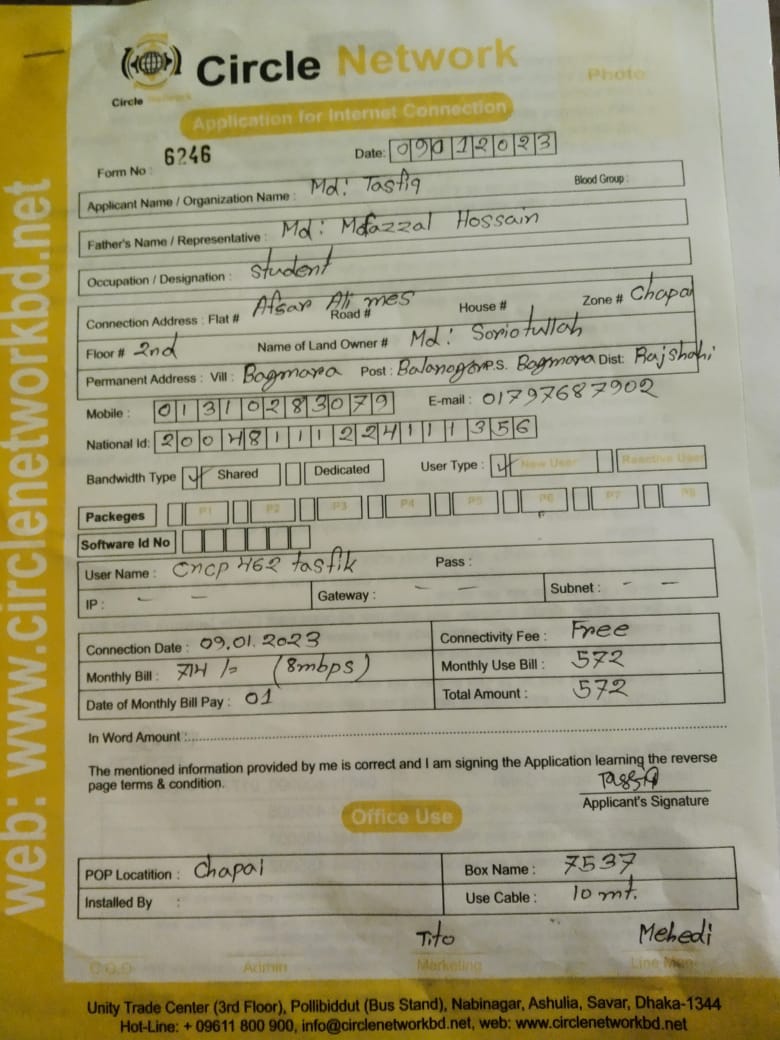 Circle Network
Circle Network
Photo
Application for Internet Connection
Form No : 6246 Date: 09012023
Applicant Name / Organization Name : Md: Tasfiq Blood Group :
Father's Name / Representative : Md: Mofazzal Hossain
Occupation / Designation : Student
Connection Address : Flat # Afsar Ali mes Road # House # Zone # Chapai
Floor # 2nd Name of Land Owner # Md: Soriotullah
Permanent Address : Vill : Bagmara Post : Balanogor P.S. Bagmara Dist: Rajshahi
Mobile : 01310283079 E-mail : 01797687902
National Id: 20048111224111356
Bandwidth Type ✓ Shared Dedicated User Type : ✓ New User Reactive User
Packeges P1 P2 P3 P4 P5 P6 P7 P8
Software Id No
User Name : cncp462 tasfik Pass :
IP : - - Gateway : - - Subnet : - -
Connection Date : 09.01.2023 Connectivity Fee : Free
Monthly Bill : 714 /= (8mbps) Monthly Use Bill : 572
Date of Monthly Bill Pay : 01 Total Amount : 572
In Word Amount :
The mentioned information provided by me is correct and I am signing the Application learning the reverse
page terms & condition.
Applicant's Signature
Office Use
POP Locatition : Chapai Box Name : 7537
Installed By : Use Cable : 10 mt.
Tito Mehedi
C.O.O Admin Marketing Line Man
Unity Trade Center (3rd Floor), Pollibiddut (Bus Stand), Nabinagar, Ashulia, Savar, Dhaka-1344
Hot-Line: + 09611 800 900, info@circlenetworkbd.net, web: www.circlenetworkbd.net
web: www.circlenetworkbd.net